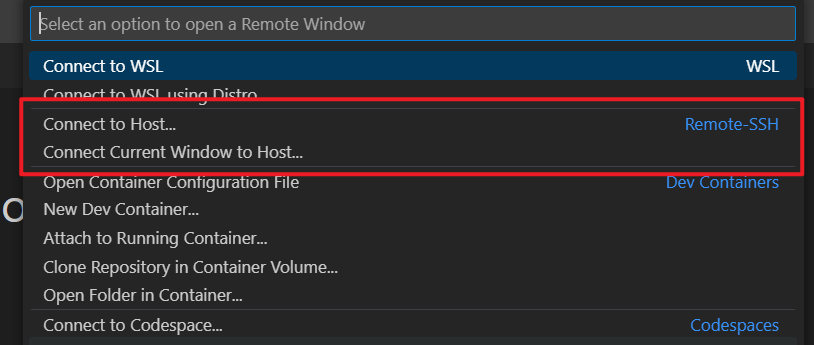 Select an option to open a Remote Window
Connect to WSL WSL
Connect to WSL using Distro
Connect to Host... Remote-SSH
Connect Current Window to Host...
Open Container Configuration File Dev Containers
New Dev Container...
Attach to Running Container...
Clone Repository in Container Volume...
Open Folder in Container...
Connect to Codespace... Codespaces